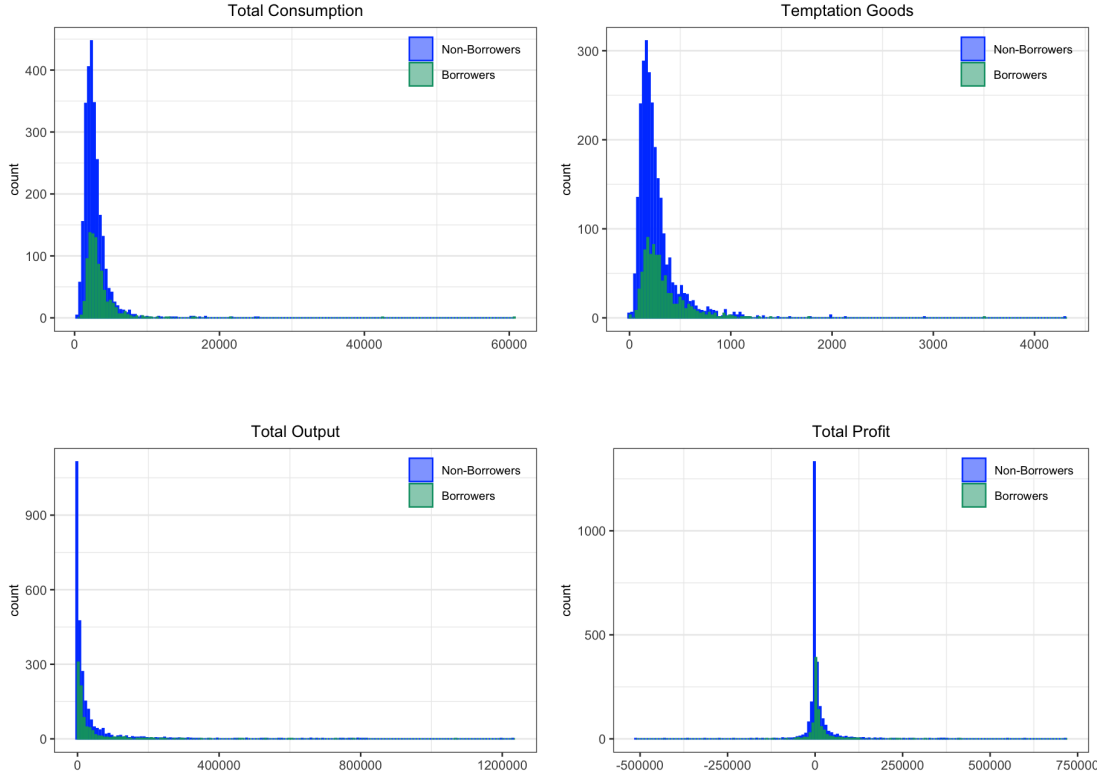 Total Consumption
count
400
300
200
100
0
0 20000 40000 60000
Non-Borrowers
Borrowers
Temptation Goods
count
300
200
100
0
0 1000 2000 3000 4000
Non-Borrowers
Borrowers
Total Output
count
900
600
300
0
0 400000 800000 1200000
Non-Borrowers
Borrowers
Total Profit
count
1000
500
0
-500000 -250000 0 250000 500000 750000
Non-Borrowers
Borrowers